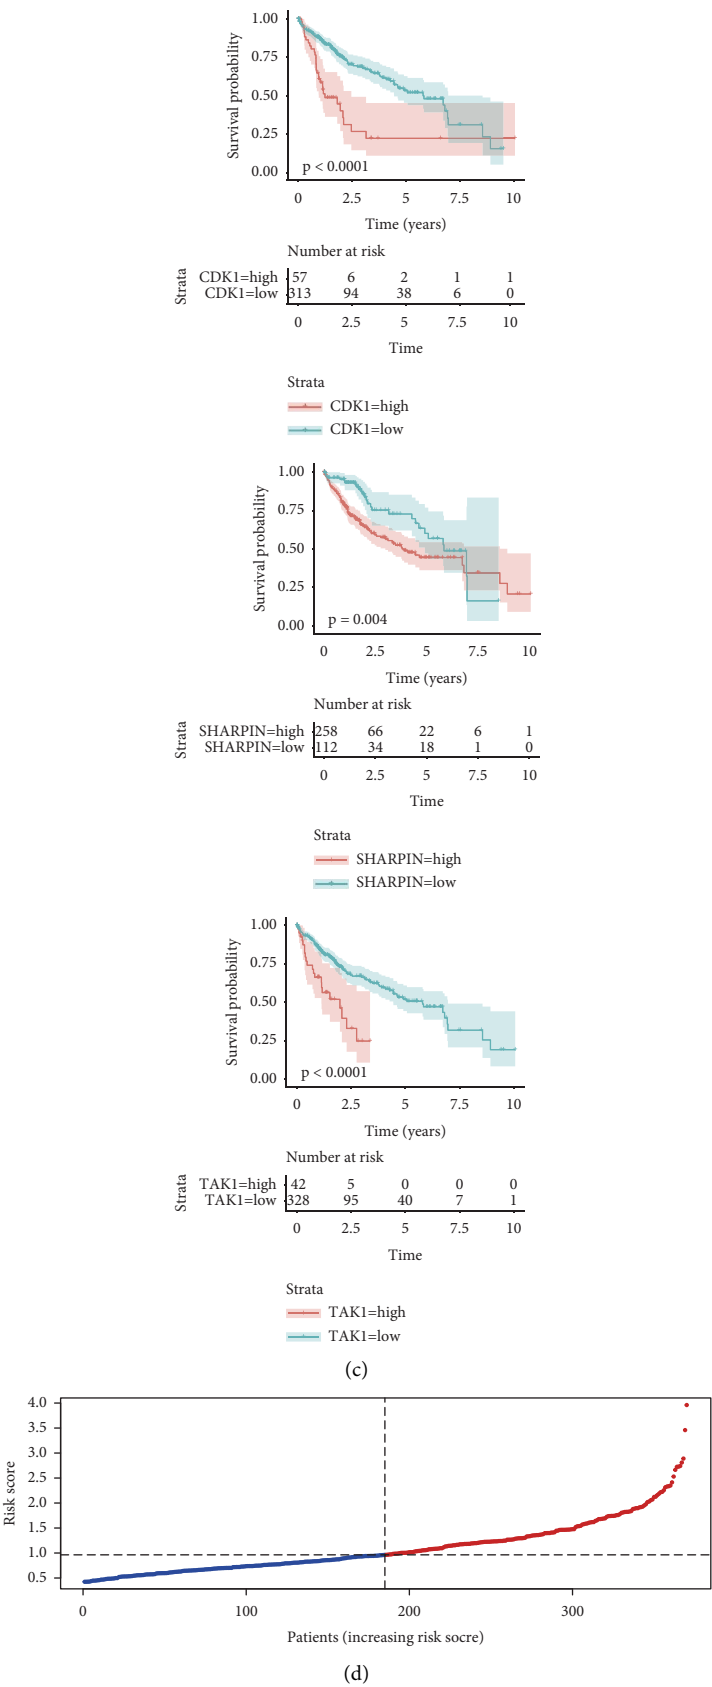 1.00
0.75
0.50
0.25
0.00
Survival probability
p < 0.0001
0 2.5 5 7.5 10
Time (years)
Number at risk
Strata
CDK1=high 57 6 2 1 1
CDK1=low 313 94 38 6 0
0 2.5 5 7.5 10
Time
Strata
CDK1=high
CDK1=low
1.00
0.75
0.50
0.25
0.00
Survival probability
p = 0.004
0 2.5 5 7.5 10
Time (years)
Number at risk
Strata
SHARPIN=high 258 66 22 6 1
SHARPIN=low 112 34 18 1 0
0 2.5 5 7.5 10
Time
Strata
SHARPIN=high
SHARPIN=low
1.00
0.75
0.50
0.25
0.00
Survival probability
p < 0.0001
0 2.5 5 7.5 10
Time (years)
Number at risk
Strata
TAK1=high 42 5 0 0 0
TAK1=low 328 95 40 7 1
0 2.5 5 7.5 10
Time
Strata
TAK1=high
TAK1=low
(c)
4.0
3.5
3.0
2.5
2.0
1.5
1.0
0.5
Risk score
0 100 200 300
Patients (increasing risk socre)
(d)